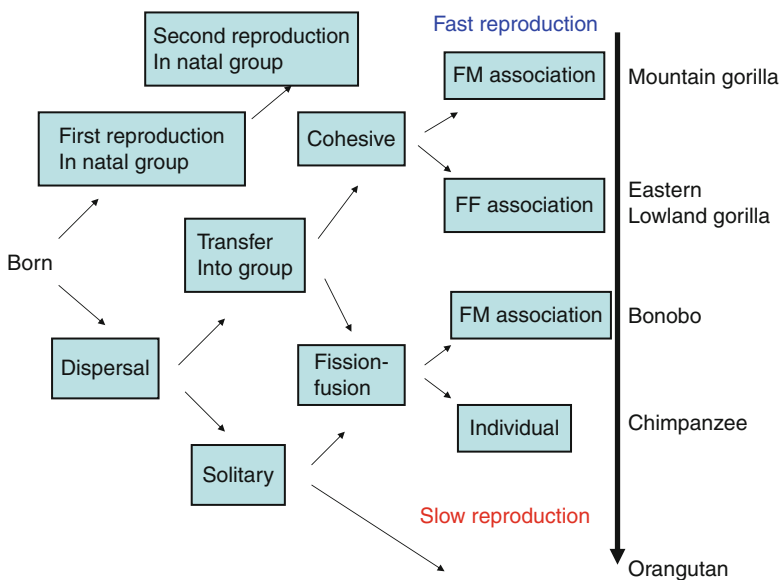 Second reproduction
In natal group
Fast reproduction
FM association
Mountain gorilla
First reproduction
In natal group
Cohesive
FF association
Eastern
Lowland gorilla
Transfer
Into group
Born
FM association
Bonobo
Dispersal
Fission-
fusion
Individual
Chimpanzee
Solitary
Slow reproduction
Orangutan